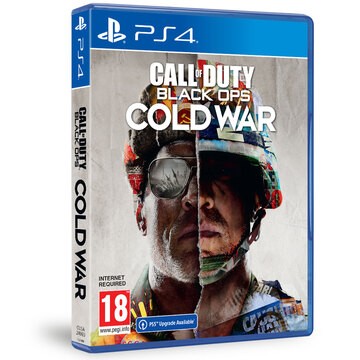 PS4
CALL OF DUTY
BLACK OPS
COLD WAR
CALL OF DUTY
BLACK OPS
COLD WAR
INTERNET
REQUIRED
18
www.pegi.info
PS5™ Upgrade Available